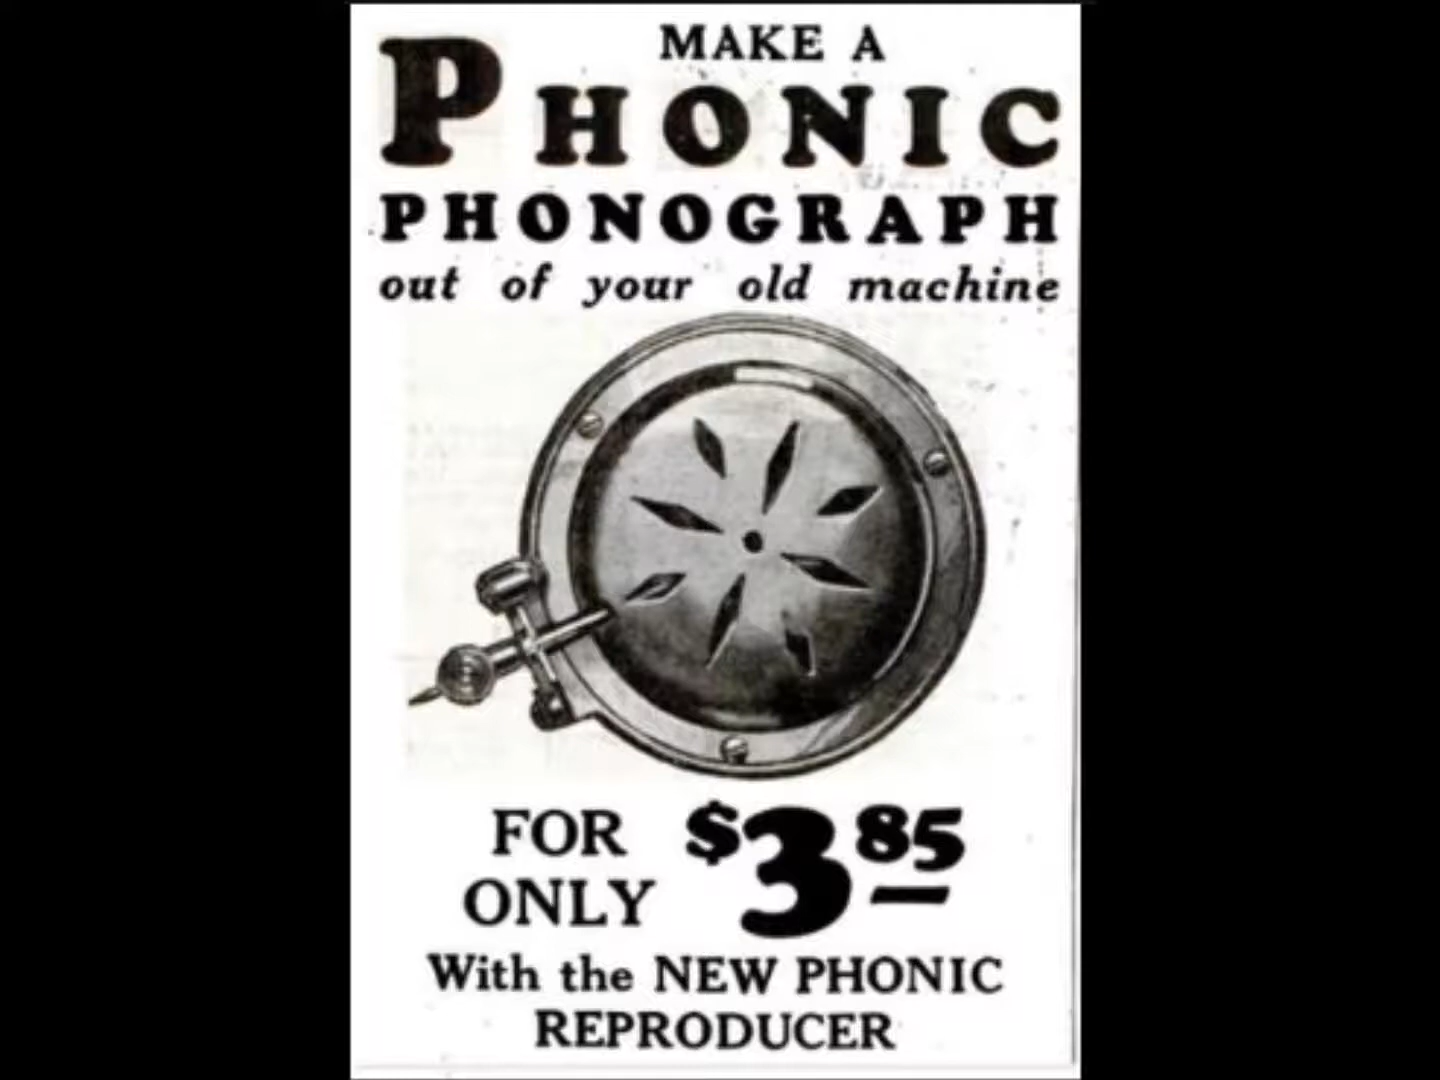 MAKE A
PHONIC
PHONOGRAPH
out of your old machine
FOR ONLY $3 85
With the NEW PHONIC
REPRODUCER